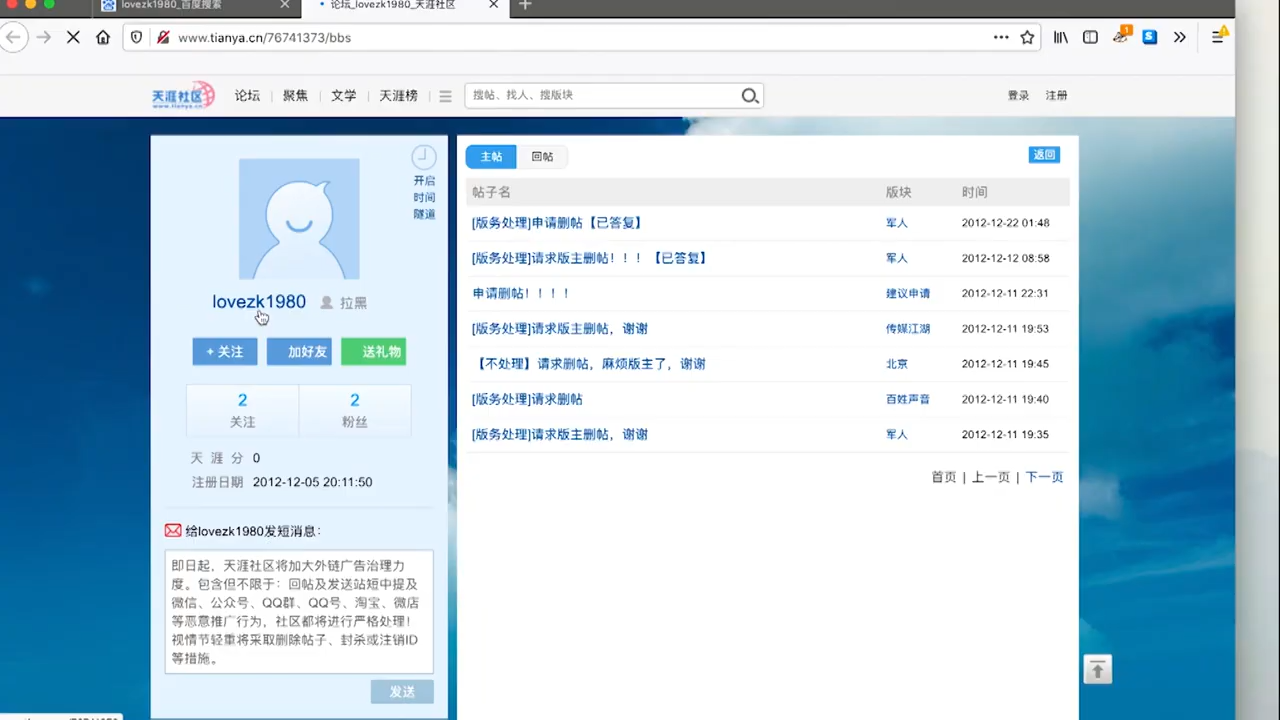 lovezk1980_百度搜索
论坛_lovezk1980_天涯社区
www.tianya.cn/76741373/bbs
天涯社区
www.tianya.cn
论坛 聚焦 文学 天涯榜
搜帖、找人、搜版块
登录 注册
开启
时间
隧道
lovezk1980 拉黑
+ 关注 加好友 送礼物
2 2
关注 粉丝
天 涯 分 0
注册日期 2012-12-05 20:11:50
给lovezk1980发短消息:
即日起，天涯社区将加大外链广告治理力
度。包含但不限于：回帖及发送站短中提及
微信、公众号、QQ群、QQ号、淘宝、微店
等恶意推广行为，社区都将进行严格处理！
视情节轻重将采取删除帖子、封杀或注销ID
等措施。
发送
主帖 回帖 返回
帖子名 版块 时间
[版务处理]申请删帖【已答复】 军人 2012-12-22 01:48
[版务处理]请求版主删帖！！！【已答复】 军人 2012-12-12 08:58
申请删帖！！！！ 建议申请 2012-12-11 22:31
[版务处理]请求版主删帖，谢谢 传媒江湖 2012-12-11 19:53
【不处理】请求删帖，麻烦版主了，谢谢 北京 2012-12-11 19:45
[版务处理]请求删帖 百姓声音 2012-12-11 19:40
[版务处理]请求版主删帖，谢谢 军人 2012-12-11 19:35
首页 | 上一页 | 下一页